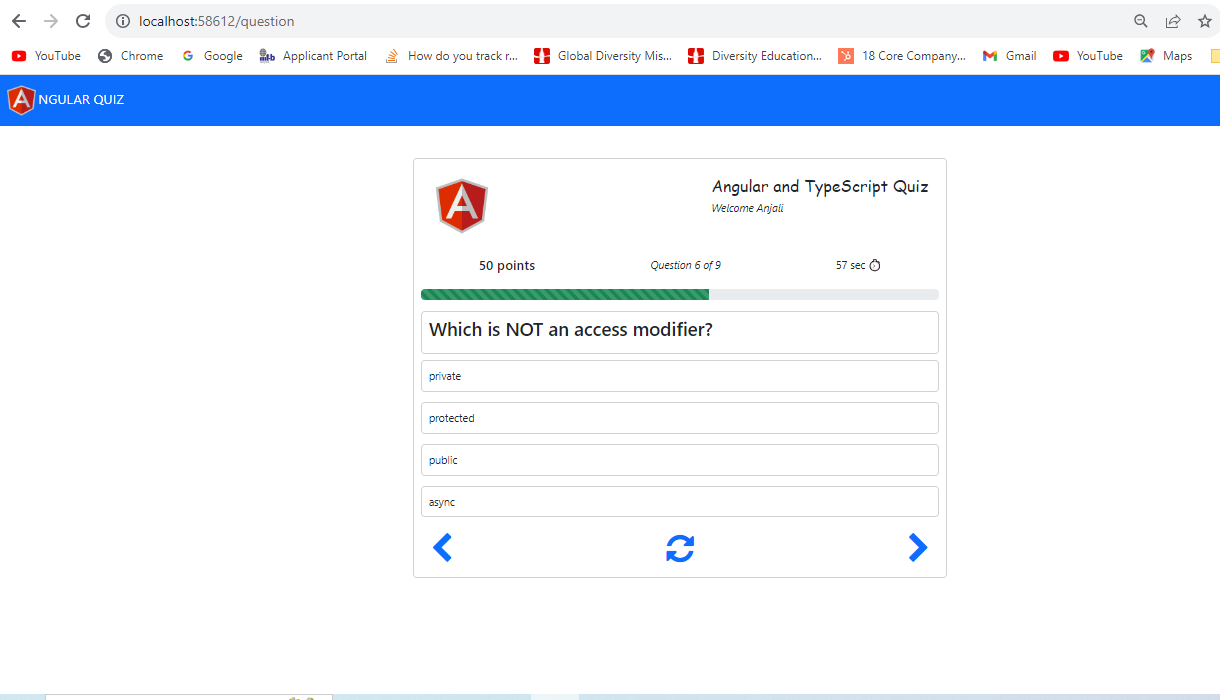 localhost:58612/question
YouTube Chrome Google Applicant Portal How do you track r... Global Diversity Mis... Diversity Education... 18 Core Company... Gmail YouTube Maps
NGULAR QUIZ
Angular and TypeScript Quiz
Welcome Anjali
50 points Question 6 of 9 57 sec
Which is NOT an access modifier?
private
protected
public
async